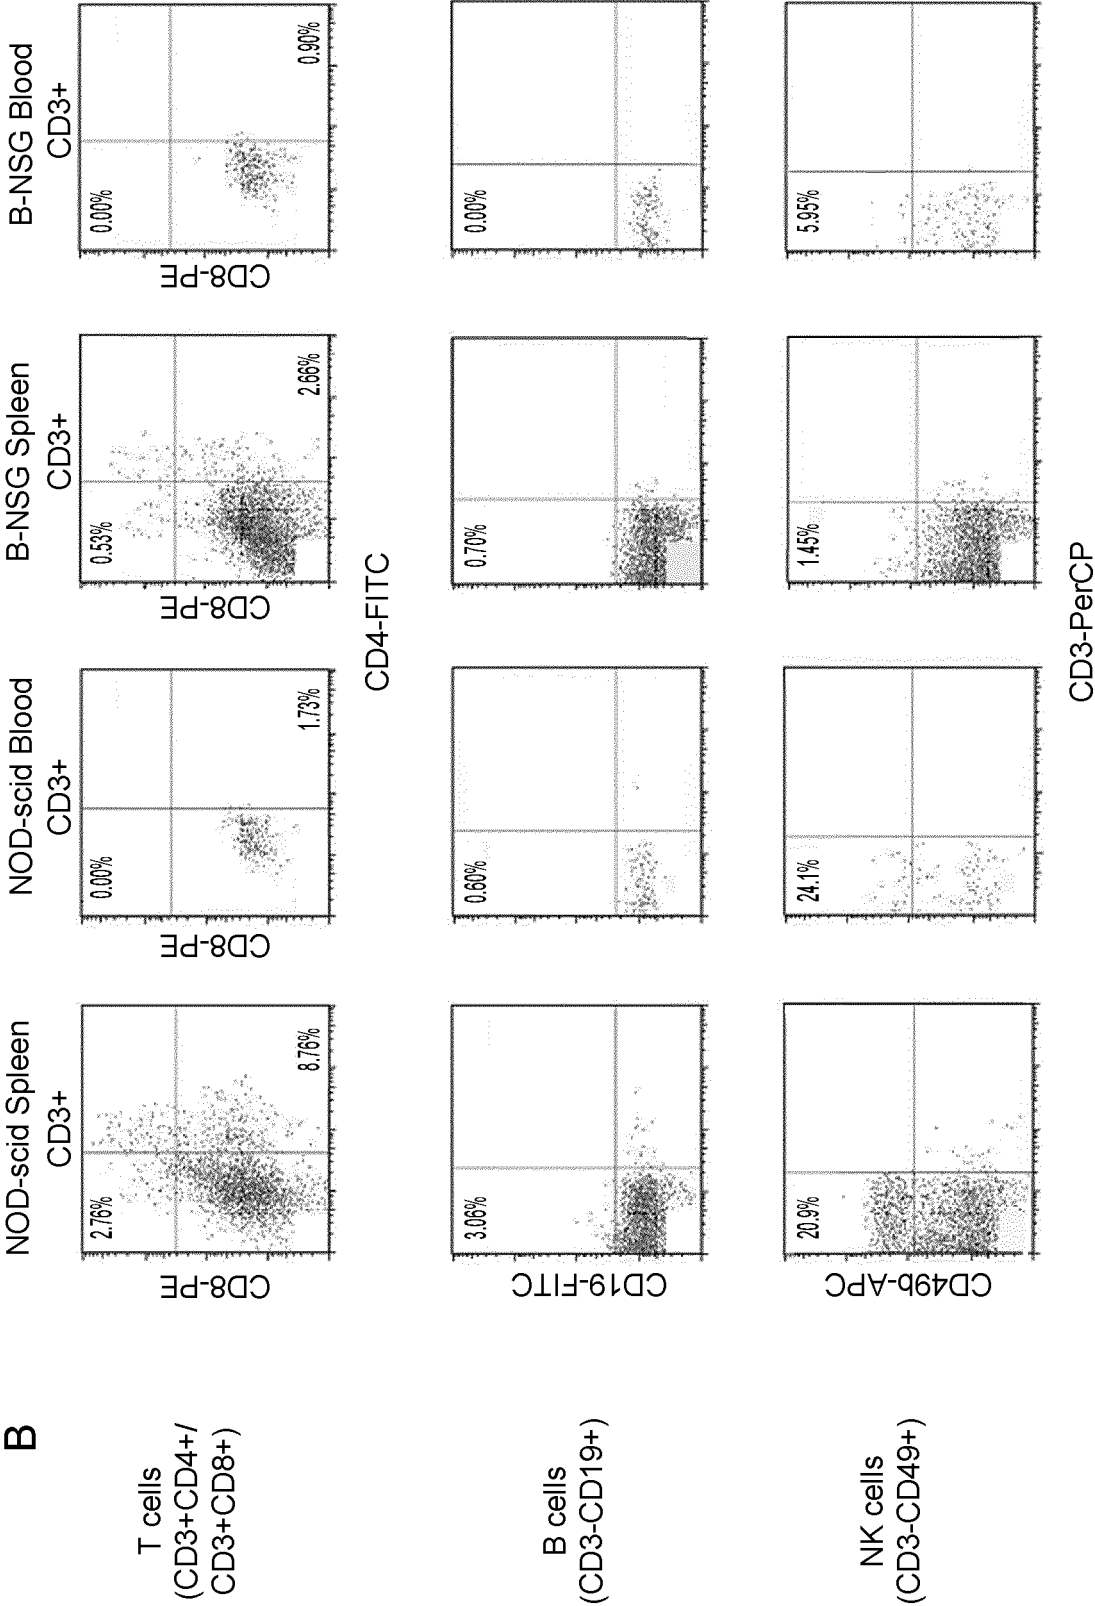 B
NOD-scid Spleen
CD3+
NOD-scid Blood
CD3+
B-NSG Spleen
CD3+
B-NSG Blood
CD3+
T cells
(CD3+CD4+/
CD3+CD8+)
CD8-PE
2.76%
8.76%
CD8-PE
0.00%
1.73%
CD8-PE
0.53%
2.66%
CD8-PE
0.00%
0.90%
CD4-FITC
B cells
(CD3-CD19+)
CD19-FITC
3.06%
0.60%
0.70%
0.00%
NK cells
(CD3-CD49+)
CD49b-APC
20.9%
24.1%
1.45%
5.95%
CD3-PerCP